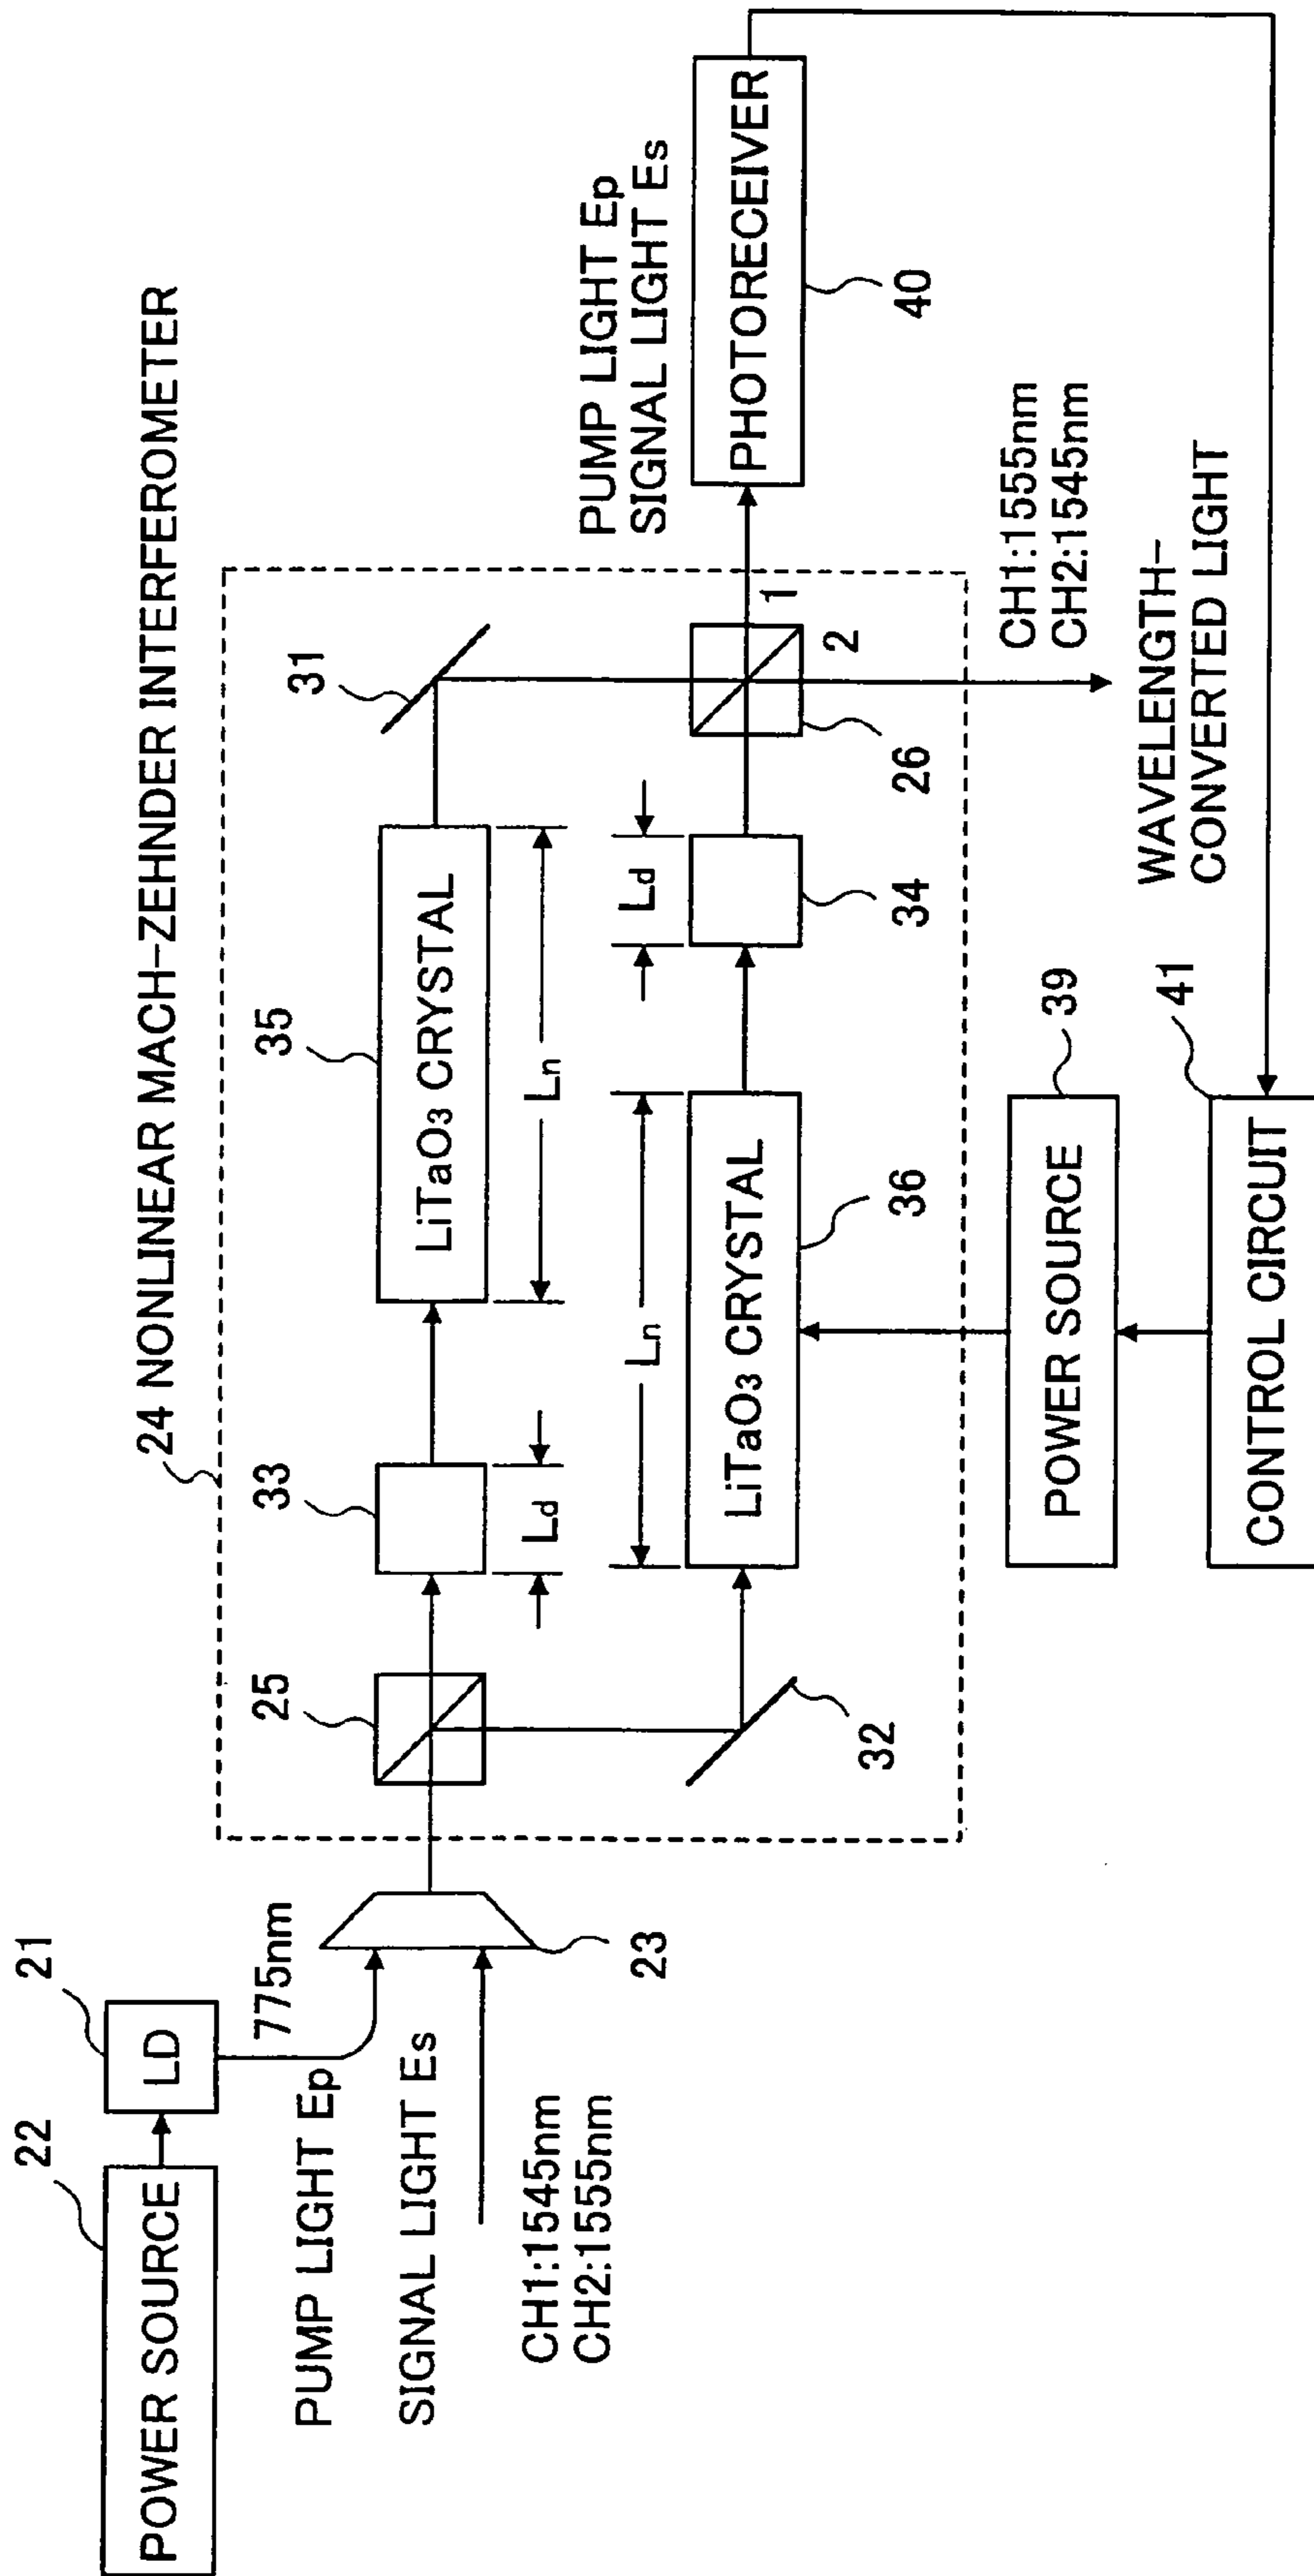 24 NONLINEAR MACH-ZEHNDER INTERFEROMETER
22
POWER SOURCE
21
LD
775nm
PUMP LIGHT Ep
SIGNAL LIGHT Es
CH1:1545nm
CH2:1555nm
23
25
33
Ld
35
LiTaO3 CRYSTAL
Ln
31
32
Ln
LiTaO3 CRYSTAL
36
Ld
34
26
1
2
PUMP LIGHT Ep
SIGNAL LIGHT Es
PHOTORECEIVER
40
CH1:1555nm
CH2:1545nm
WAVELENGTH-
CONVERTED LIGHT
39
POWER SOURCE
41
CONTROL CIRCUIT